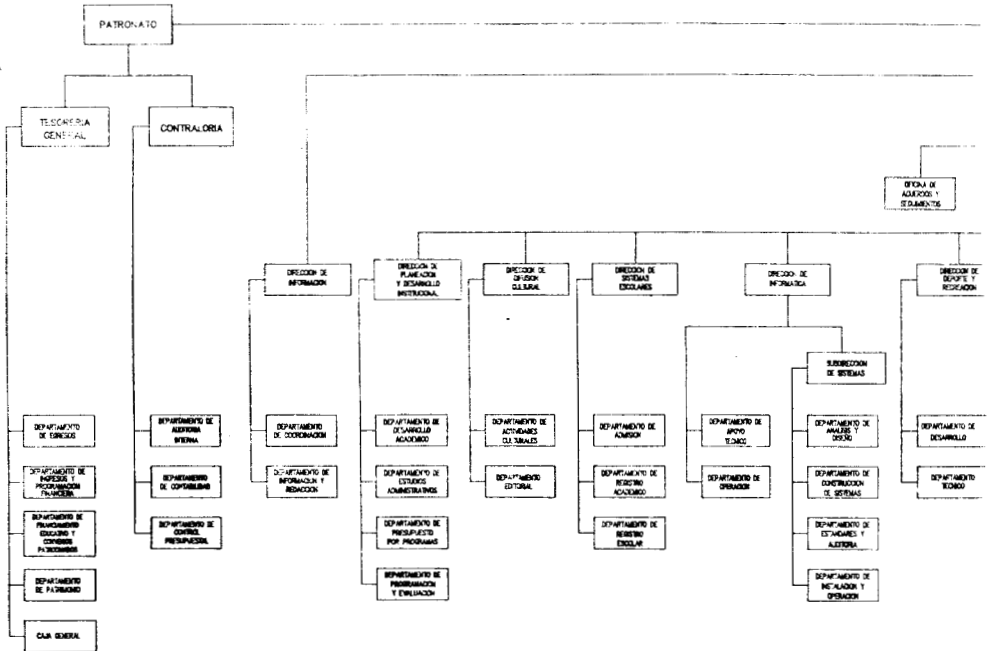 PATRONATO
TESORERIA
GENERAL
CONTRALORIA
OFICINA DE
ACUERDOS Y
SEGUIMIENTOS
DIRECCION DE
INFORMACION
DIRECCION DE
PLANEACION
Y DESARROLLO
INSTITUCIONAL
DIRECCION DE
DIFUSION
CULTURAL
DIRECCION DE
SISTEMAS
ESCOLARES
DIRECCION DE
INFORMATICA
DIRECCION DE
DEPORTE Y
RECREACION
SUBDIRECCION
DE SISTEMAS
DEPARTAMENTO
DE EGRESOS
DEPARTAMENTO DE
AUDITORIA
INTERNA
DEPARTAMENTO
DE COORDINACION
DEPARTAMENTO DE
DESARROLLO
ACADEMICO
DEPARTAMENTO DE
ACTIVIDADES
CULTURALES
DEPARTAMENTO DE
ADMISION
DEPARTAMENTO DE
APOYO
TECNICO
DEPARTAMENTO DE
ANALISIS Y
DISEÑO
DEPARTAMENTO
DE DESARROLLO
DEPARTAMENTO DE
INGRESOS Y
PROGRAMACION
FINANCIERA
DEPARTAMENTO
DE CONTABILIDAD
DEPARTAMENTO DE
INFORMACION Y
REDACCION
DEPARTAMENTO DE
ESTUDIOS
ADMINISTRATIVOS
DEPARTAMENTO
EDITORIAL
DEPARTAMENTO DE
REGISTRO
ACADEMICO
DEPARTAMENTO
DE OPERACION
DEPARTAMENTO DE
CONSTRUCCION
DE SISTEMAS
DEPARTAMENTO
TECNICO
DEPARTAMENTO DE
FINANCIAMIENTO
EDUCATIVO Y
CONVENIOS
PATROCINADOS
DEPARTAMENTO DE
CONTROL
PRESUPUESTAL
DEPARTAMENTO DE
PRESUPUESTO
POR PROGRAMAS
DEPARTAMENTO DE
REGISTRO
ESCOLAR
DEPARTAMENTO DE
ESTANDARES Y
AUDITORIA
DEPARTAMENTO
DE PATRIMONIO
DEPARTAMENTO
DE PROGRAMACION
Y EVALUACION
DEPARTAMENTO DE
INSTALACION Y
OPERACION
CAJA GENERAL